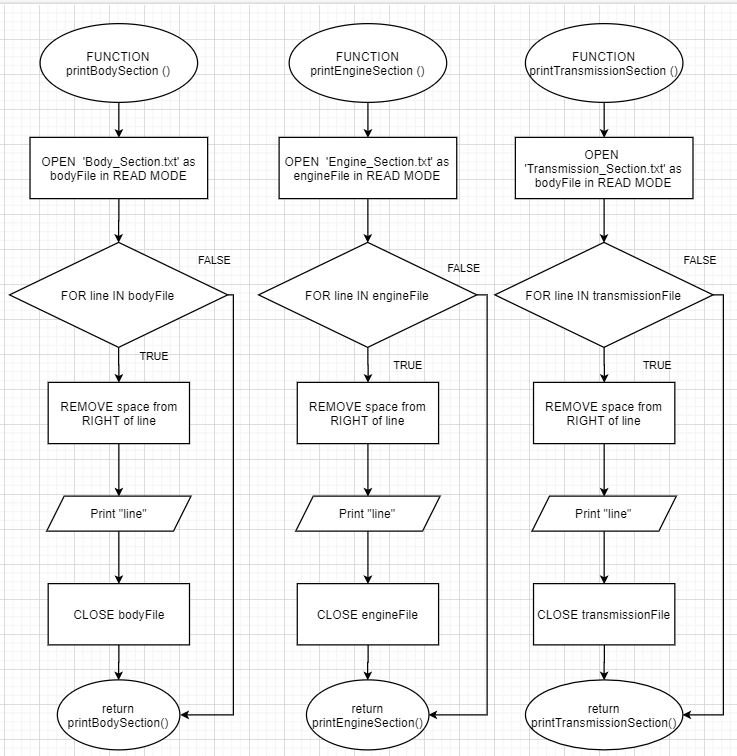 FUNCTION
printBodySection ()
OPEN 'Body_Section.txt' as
bodyFile in READ MODE
FOR line IN bodyFile
FALSE
TRUE
REMOVE space from
RIGHT of line
Print "line"
CLOSE bodyFile
return
printBodySection()
FUNCTION
printEngineSection ()
OPEN 'Engine_Section.txt' as
engineFile in READ MODE
FOR line IN engineFile
FALSE
TRUE
REMOVE space from
RIGHT of line
Print "line"
CLOSE engineFile
return
printEngineSection()
FUNCTION
printTransmissionSection ()
OPEN
'Transmission_Section.txt' as
bodyFile in READ MODE
FOR line IN transmissionFile
FALSE
TRUE
REMOVE space from
RIGHT of line
Print "line"
CLOSE transmissionFile
return
printTransmissionSection()